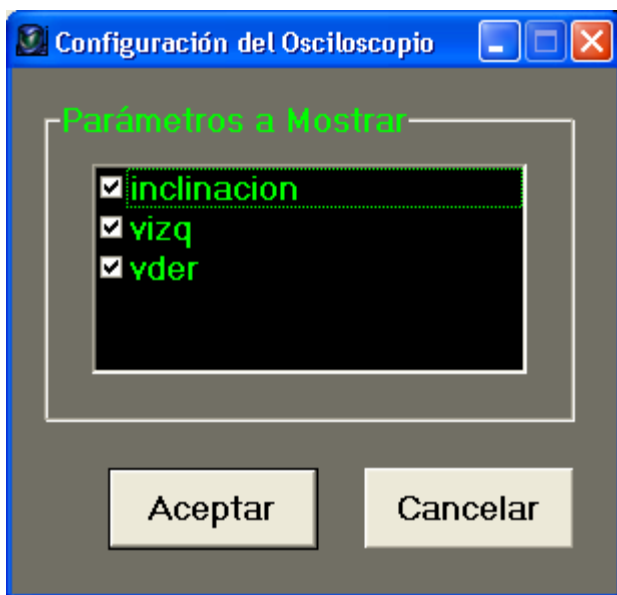 Configuración del Osciloscopio
Parámetros a Mostrar
inclinacion
vizq
vder
Aceptar
Cancelar